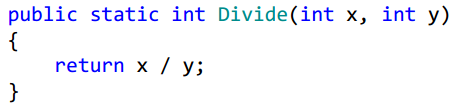 public static int Divide(int x, int y)
{
    return x / y;
}